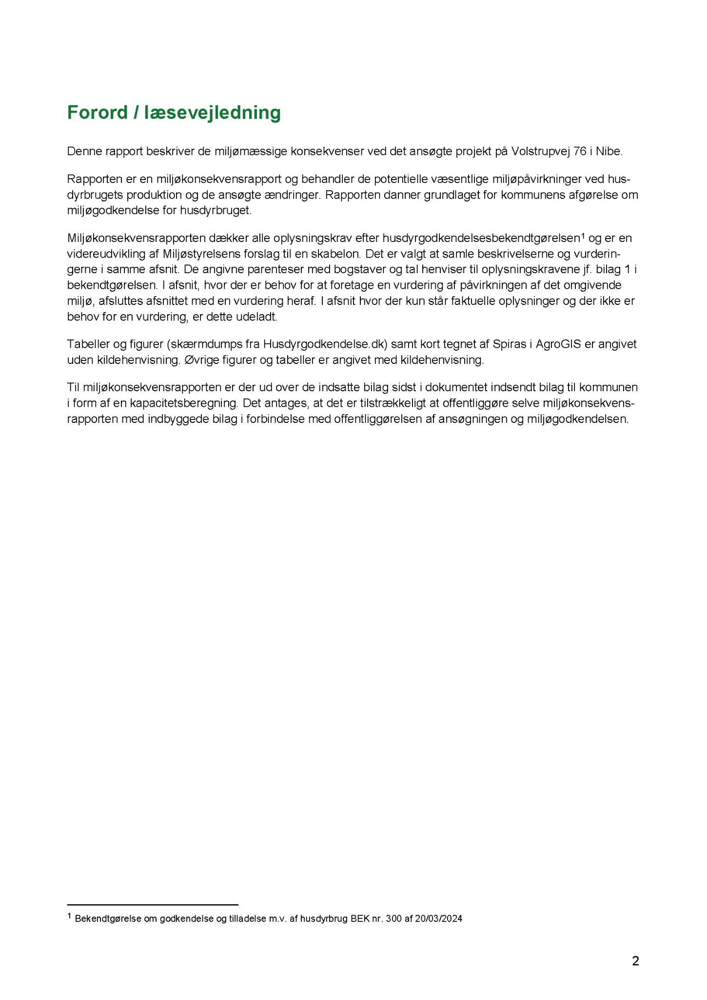 Forord / læsevejledning
Denne rapport beskriver de miljømæssige konsekvenser ved det ansøgte projekt på Volstrupvej 76 i Nibe.
Rapporten er en miljøkonsekvensrapport og behandler de potentielle væsentlige miljøpåvirkninger ved hus-
dyrbrugets produktion og de ansøgte ændringer. Rapporten danner grundlaget for kommunens afgørelse om
miljøgodkendelse for husdyrbruget.
Miljøkonsekvensrapporten dækker alle oplysningskrav efter husdyrgodkendelsesbekendtgørelsen¹ og er en
videreudvikling af Miljøstyrelsens forslag til en skabelon. Det er valgt at samle beskrivelserne og vurderin-
gerne i samme afsnit. De angivne parenteser med bogstaver og tal henviser til oplysningskravene jf. bilag 1 i
bekendtgørelsen. I afsnit, hvor der er behov for at foretage en vurdering af påvirkningen af det omgivende
miljø, afsluttes afsnittet med en vurdering heraf. I afsnit hvor der kun står faktuelle oplysninger og der ikke er
behov for en vurdering, er dette udeladt.
Tabeller og figurer (skærmdumps fra Husdyrgodkendelse.dk) samt kort tegnet af Spiras i AgroGIS er angivet
uden kildehenvisning. Øvrige figurer og tabeller er angivet med kildehenvisning.
Til miljøkonsekvensrapporten er der ud over de indsatte bilag sidst i dokumentet indsendt bilag til kommunen
i form af en kapacitetsberegning. Det antages, at det er tilstrækkeligt at offentliggøre selve miljøkonsekvens-
rapporten med indbyggede bilag i forbindelse med offentliggørelsen af ansøgningen og miljøgodkendelsen.
¹ Bekendtgørelse om godkendelse og tilladelse m.v. af husdyrbrug BEK nr. 300 af 20/03/2024
2